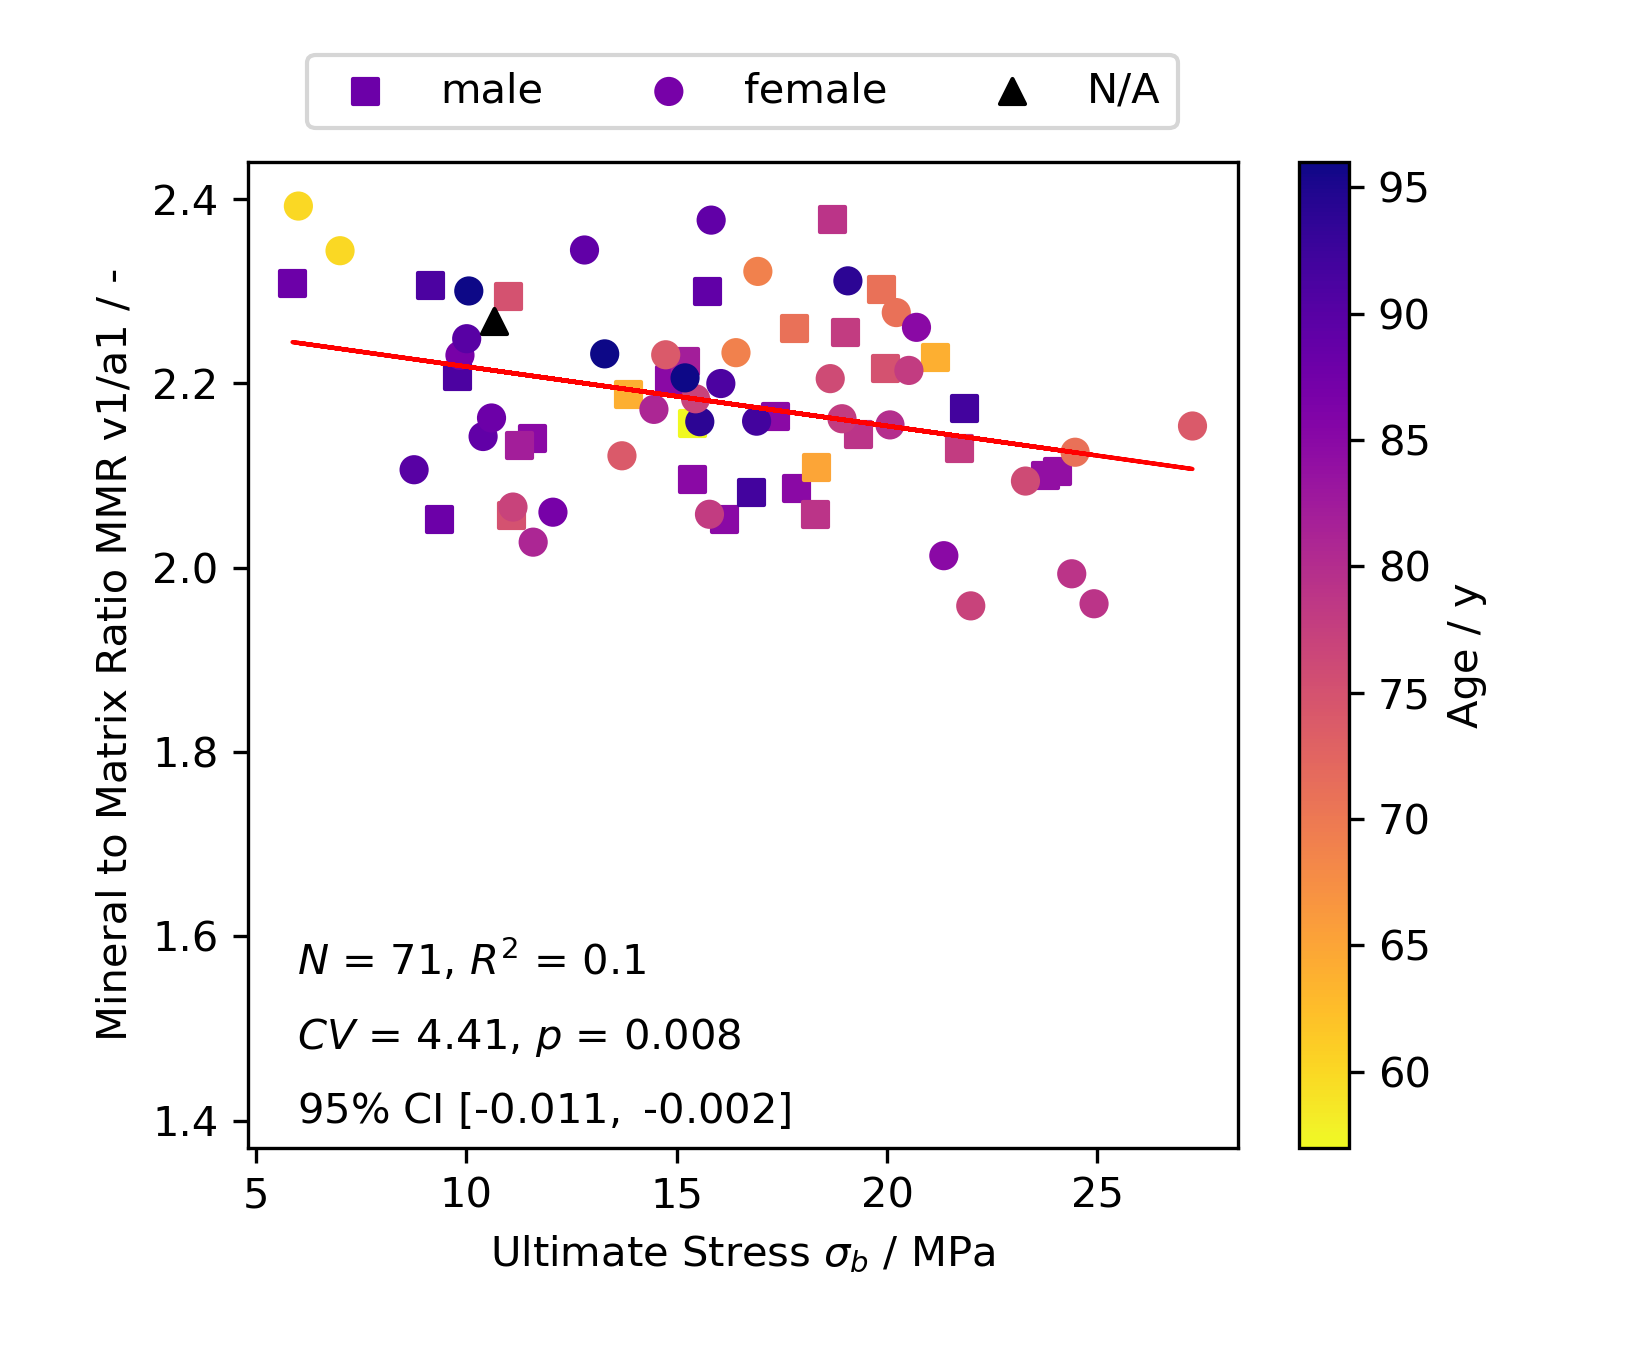 male female N/A
2.4
2.2
2.0
1.8
1.6
1.4
Mineral to Matrix Ratio MMR v1/a1 / -
N = 71, R² = 0.1
CV = 4.41, p = 0.008
95% CI [-0.011, -0.002]
5 10 15 20 25
Ultimate Stress σ_b / MPa
95
90
85
80
75
70
65
60
Age / y